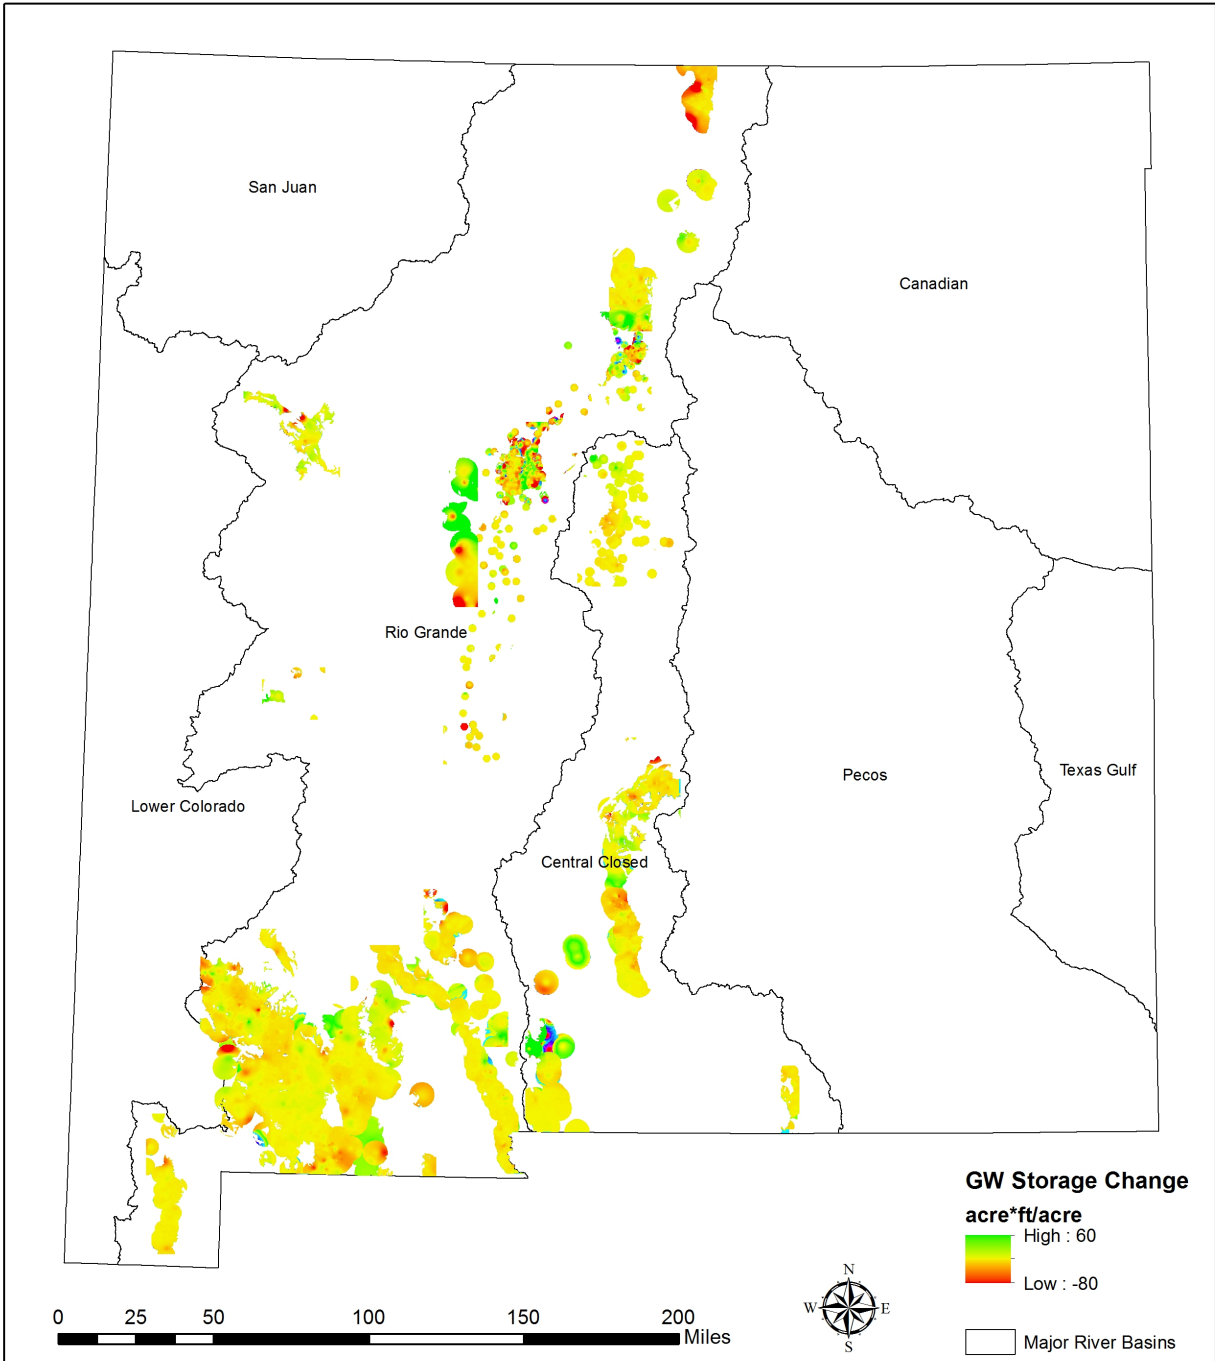 San Juan
Canadian
Rio Grande
Pecos
Texas Gulf
Lower Colorado
Central Closed
GW Storage Change
acre*ft/acre
High : 60
Low : -80
N
W E
S
0 25 50 100 150 200
Miles
Major River Basins